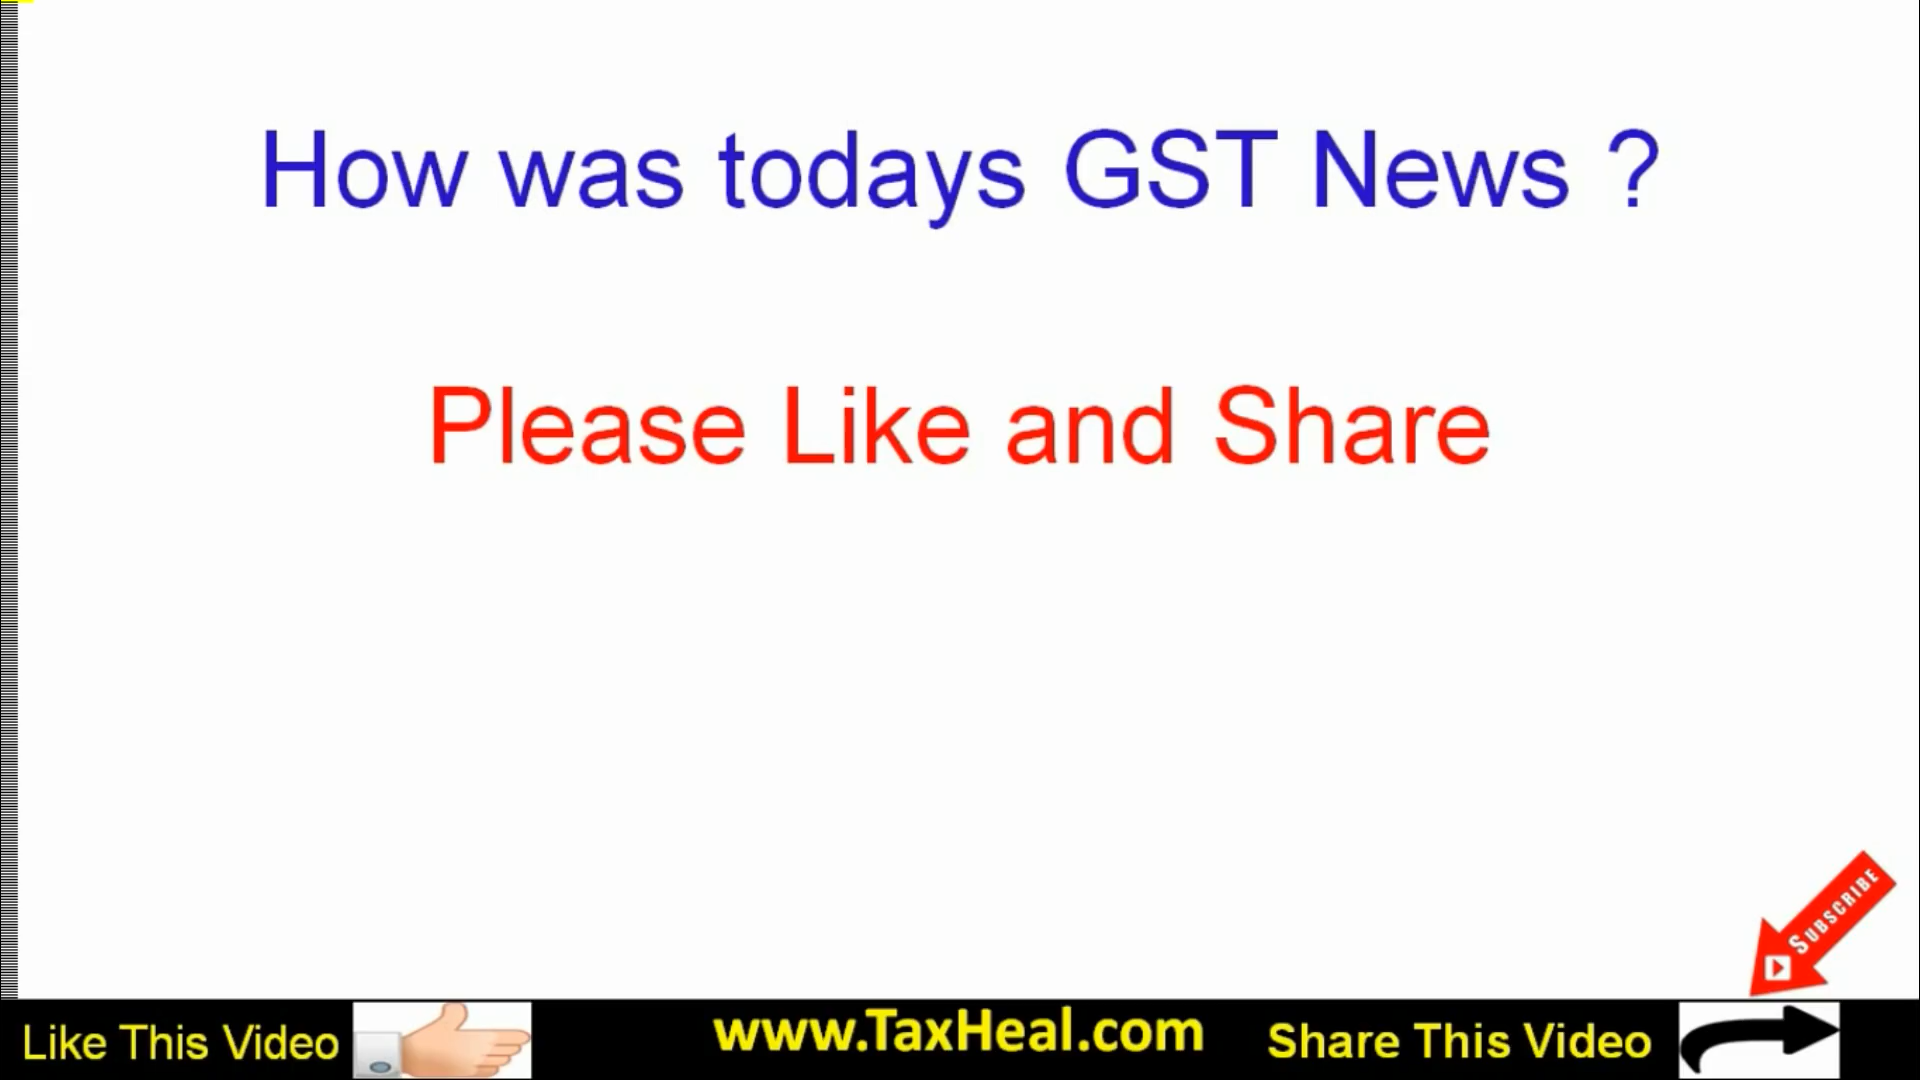 How was todays GST News ?
Please Like and Share
SUBSCRIBE
Like This Video
www.TaxHeal.com
Share This Video